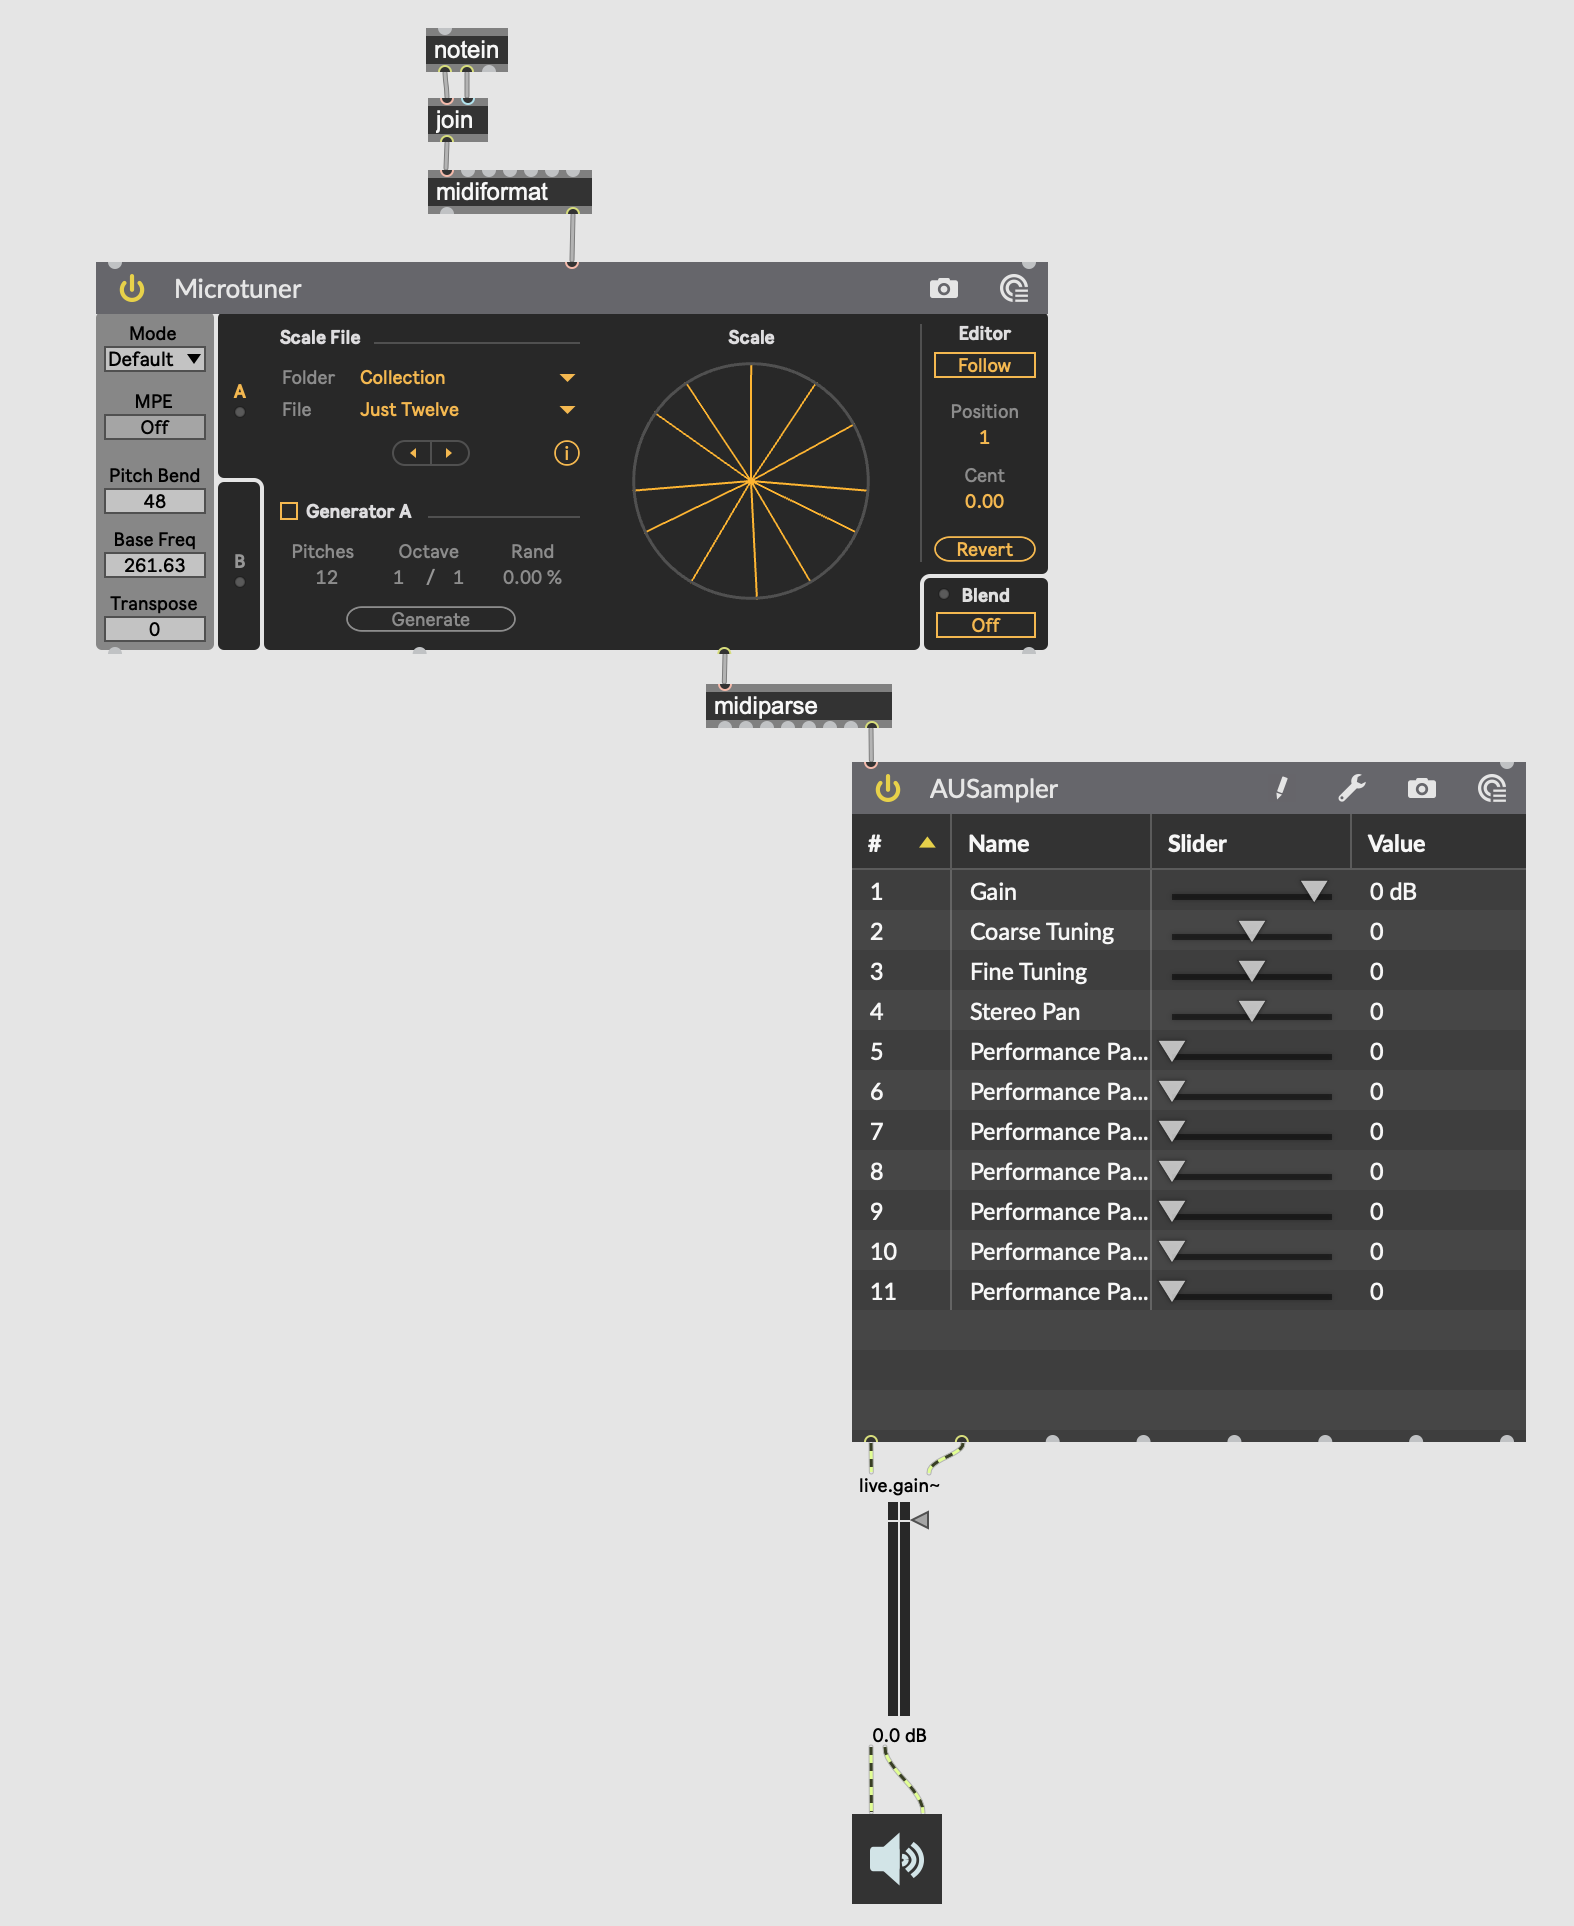 notein
join
midiformat
Microtuner
Mode
Default
MPE
Off
Pitch Bend
48
Base Freq
261.63
Transpose
0
A
B
Scale File
Folder Collection
File Just Twelve
i
Generator A
Pitches Octave Rand
12 1 / 1 0.00 %
Generate
Scale
Editor
Follow
Position
1
Cent
0.00
Revert
Blend
Off
midiparse
AUSampler
# Name Slider Value
1 Gain 0 dB
2 Coarse Tuning 0
3 Fine Tuning 0
4 Stereo Pan 0
5 Performance Pa... 0
6 Performance Pa... 0
7 Performance Pa... 0
8 Performance Pa... 0
9 Performance Pa... 0
10 Performance Pa... 0
11 Performance Pa... 0
live.gain~
0.0 dB